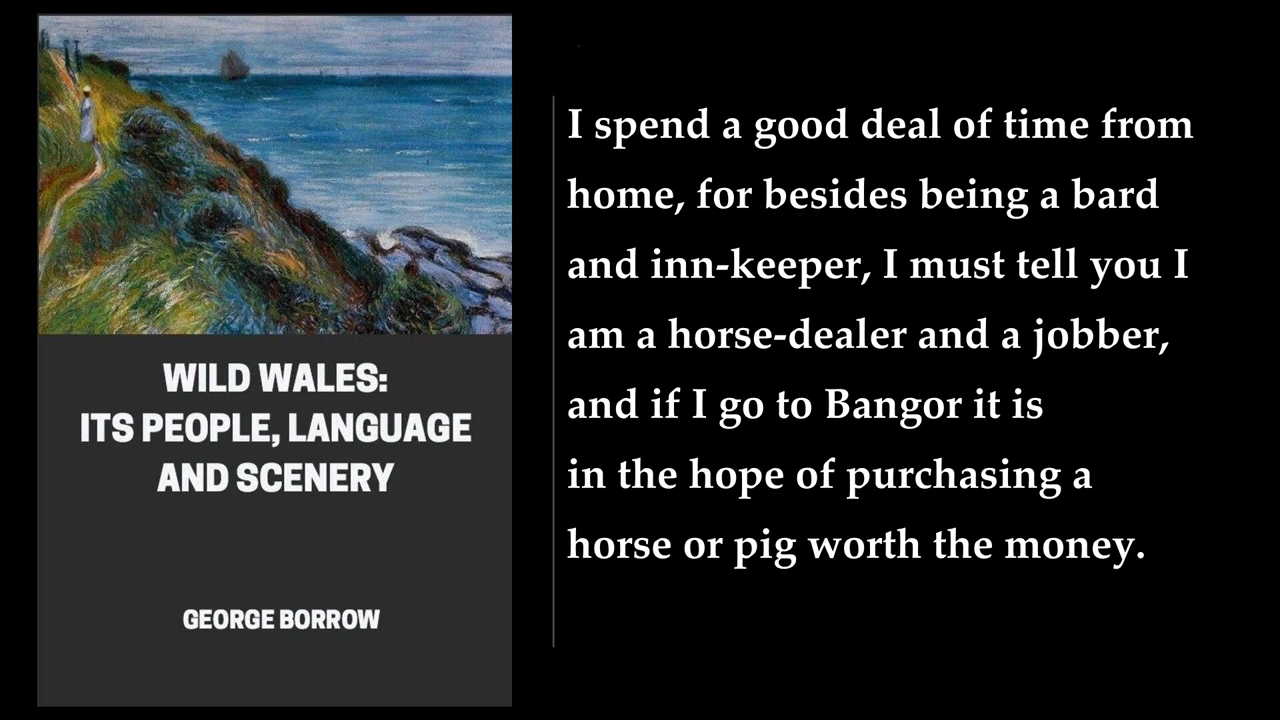 WILD WALES:
ITS PEOPLE, LANGUAGE
AND SCENERY
GEORGE BORROW
I spend a good deal of time from
home, for besides being a bard
and inn-keeper, I must tell you I
am a horse-dealer and a jobber,
and if I go to Bangor it is
in the hope of purchasing a
horse or pig worth the money.